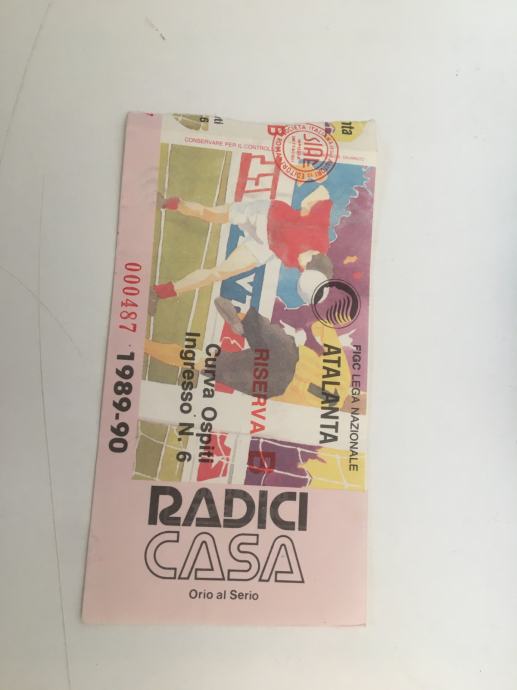 CONSERVARE PER IL CONTROLLO
SIAE
FIGC LEGA NAZIONALE
ATALANTA
RISERVA B
Curva Ospiti
Ingresso N. 6
000487
1989-90
RADICI
CASA
Orio al Serio